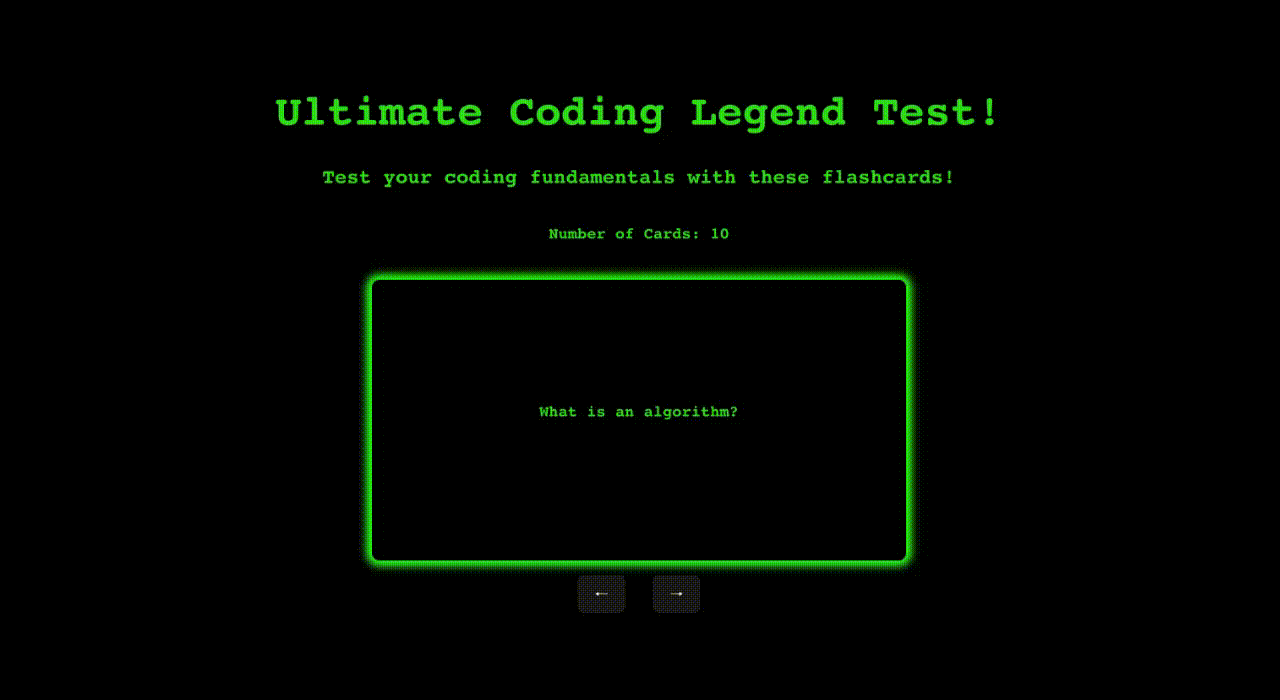 Ultimate Coding Legend Test!
Test your coding fundamentals with these flashcards!
Number of Cards: 10
What is an algorithm?
← →